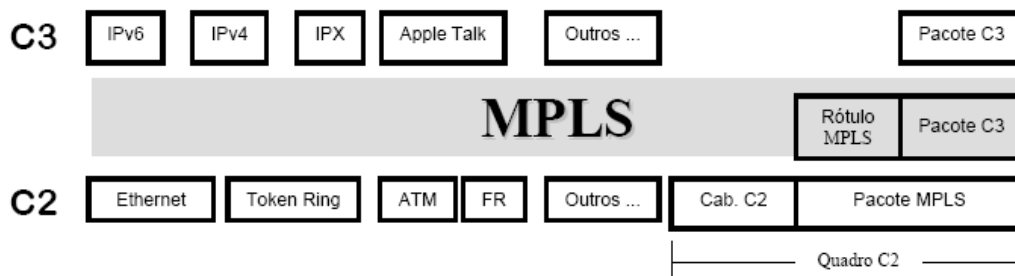 C3 IPv6 IPv4 IPX Apple Talk Outros ... Pacote C3
MPLS
Rótulo MPLS Pacote C3
C2 Ethernet Token Ring ATM FR Outros ... Cab. C2 Pacote MPLS
Quadro C2